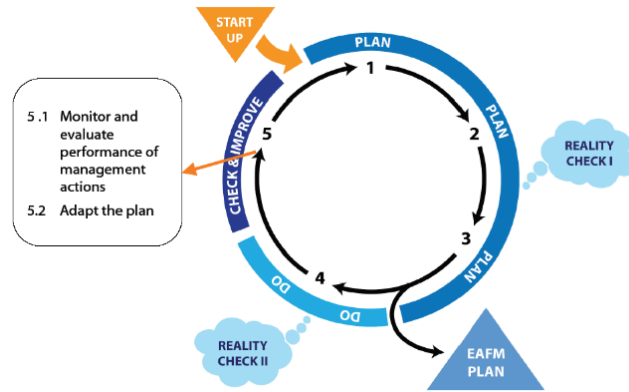 START
UP
PLAN
1
PLAN
2
REALITY
CHECK I
3
PLAN
EAFM
PLAN
4
DO
DO
REALITY
CHECK II
5
CHECK & IMPROVE
5.1 Monitor and
evaluate
performance of
management
actions
5.2 Adapt the plan